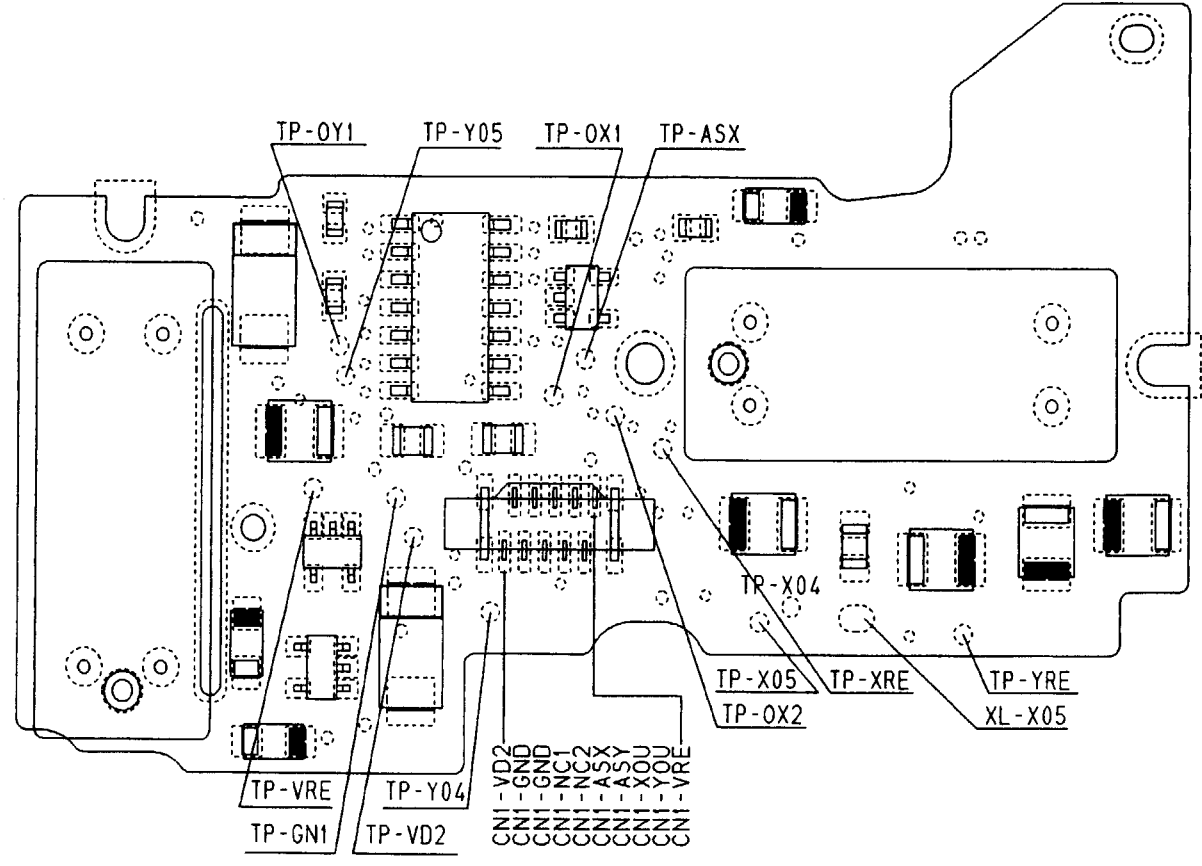 TP-OY1
TP-Y05
TP-OX1
TP-ASX
TP-X04
TP-X05
TP-XRE
TP-YRE
TP-OX2
XL-X05
TP-VRE
TP-Y04
TP-GN1
TP-VD2
CN1-VD2
CN1-GND
CN1-GND
CN1-NC1
CN1-NC2
CN1-ASX
CN1-ASY
CN1-XOU
CN1-YOU
CN1-VRE